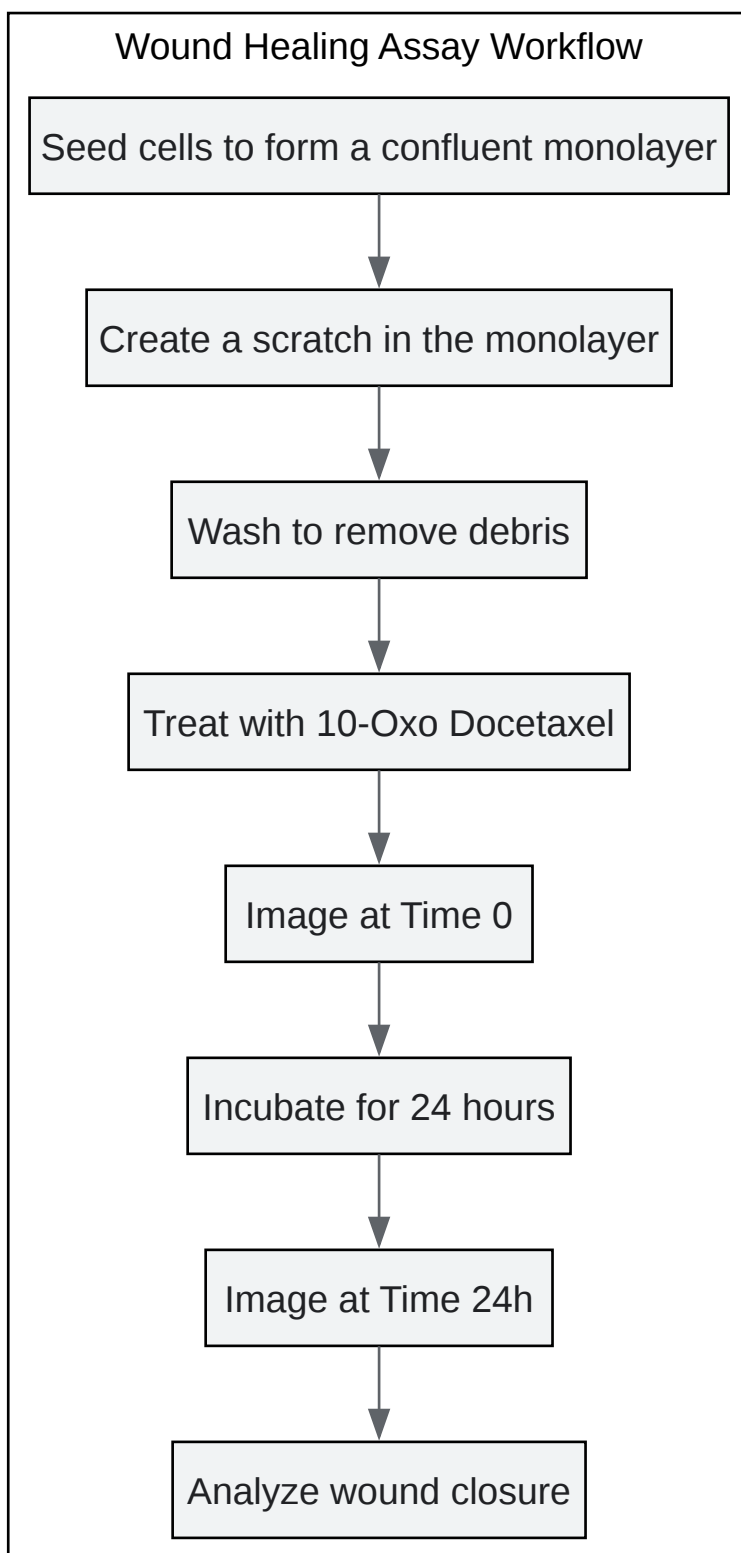 Wound Healing Assay Workflow
Seed cells to form a confluent monolayer
Create a scratch in the monolayer
Wash to remove debris
Treat with 10-Oxo Docetaxel
Image at Time 0
Incubate for 24 hours
Image at Time 24h
Analyze wound closure